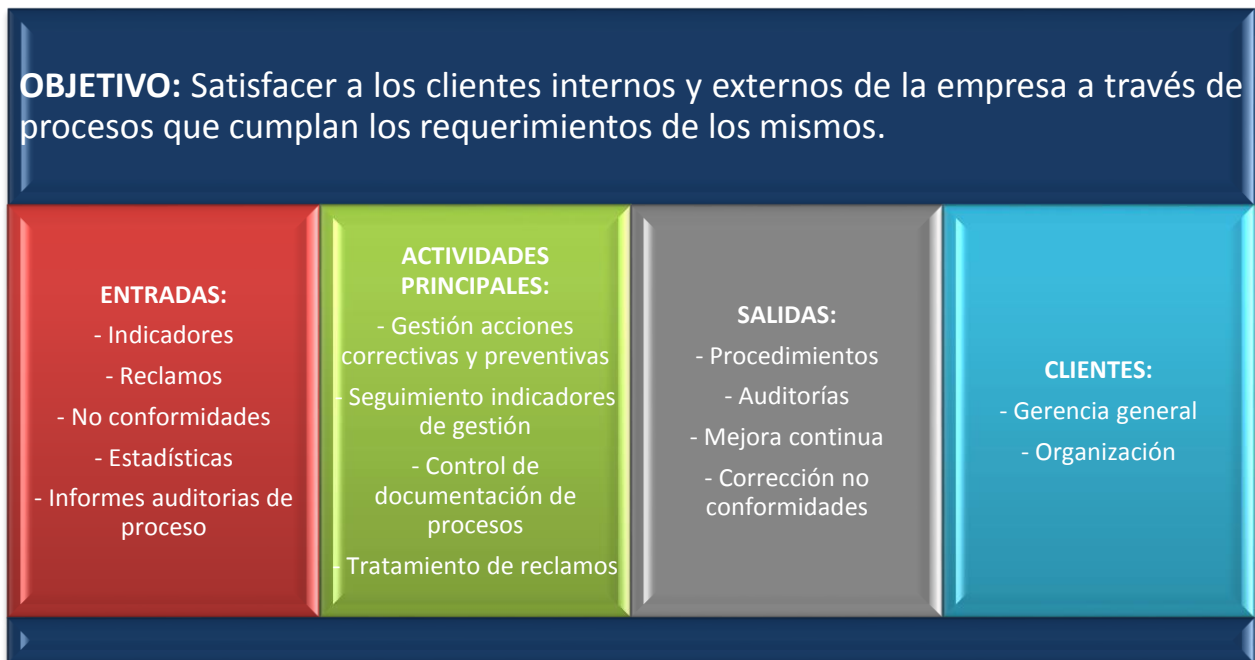 OBJETIVO: Satisfacer a los clientes internos y externos de la empresa a través de
procesos que cumplan los requerimientos de los mismos.
ENTRADAS:
- Indicadores
- Reclamos
- No conformidades
- Estadísticas
- Informes auditorias de
proceso
ACTIVIDADES
PRINCIPALES:
- Gestión acciones
correctivas y preventivas
- Seguimiento indicadores
de gestión
- Control de
documentación de
procesos
- Tratamiento de reclamos
SALIDAS:
- Procedimientos
- Auditorías
- Mejora continua
- Corrección no
conformidades
CLIENTES:
- Gerencia general
- Organización